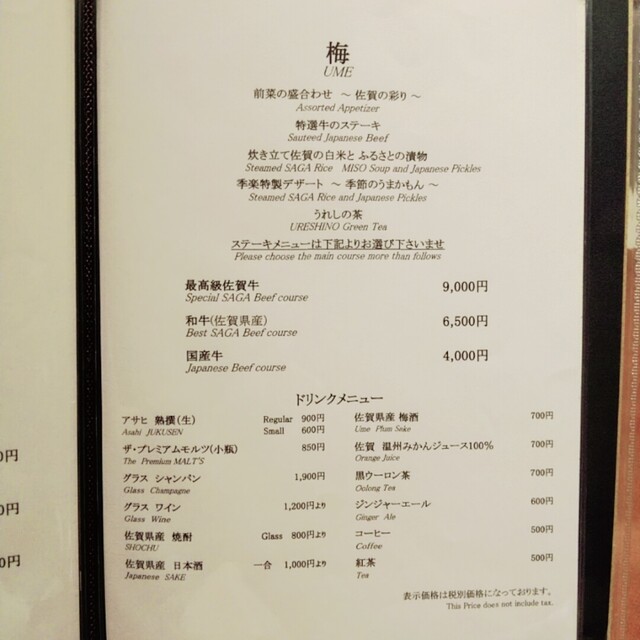 梅
UME
前菜の盛合わせ ～ 佐賀の彩り ～
Assorted Appetizer
特選牛のステーキ
Sauteed Japanese Beef
炊き立て佐賀の白米と ふるさとの漬物
Steamed SAGA Rice MISO Soup and Japanese Pickles
季楽特製デザート ～ 季節のうまかもん ～
Steamed SAGA Rice and Japanese Pickles
うれしの茶
URESHINO Green Tea
ステーキメニューは下記よりお選び下さいませ
Please choose the main course more than follows
最高級佐賀牛 9,000円
Special SAGA Beef course
和牛(佐賀県産) 6,500円
Best SAGA Beef course
国産牛 4,000円
Japanese Beef course
ドリンクメニュー
アサヒ 熟撰(生) Regular 900円
Asahi JUKUSEN Small 600円
ザ・プレミアムモルツ(小瓶) 850円
The Premium MALT'S
グラス シャンパン 1,900円
Glass Champagne
グラス ワイン 1,200円より
Glass Wine
佐賀県産 焼酎 Glass 800円より
SHOCHU
佐賀県産 日本酒 一合 1,000円より
Japanese SAKE
佐賀県産 梅酒 700円
Ume Plum Sake
佐賀 温州みかんジュース100% 700円
Orange Juice
黒ウーロン茶 700円
Oolong Tea
ジンジャーエール 600円
Ginger Ale
コーヒー 500円
Coffee
紅茶 500円
Tea
表示価格は税別価格になっております。
This Price does not include tax.
0円
0円
0円